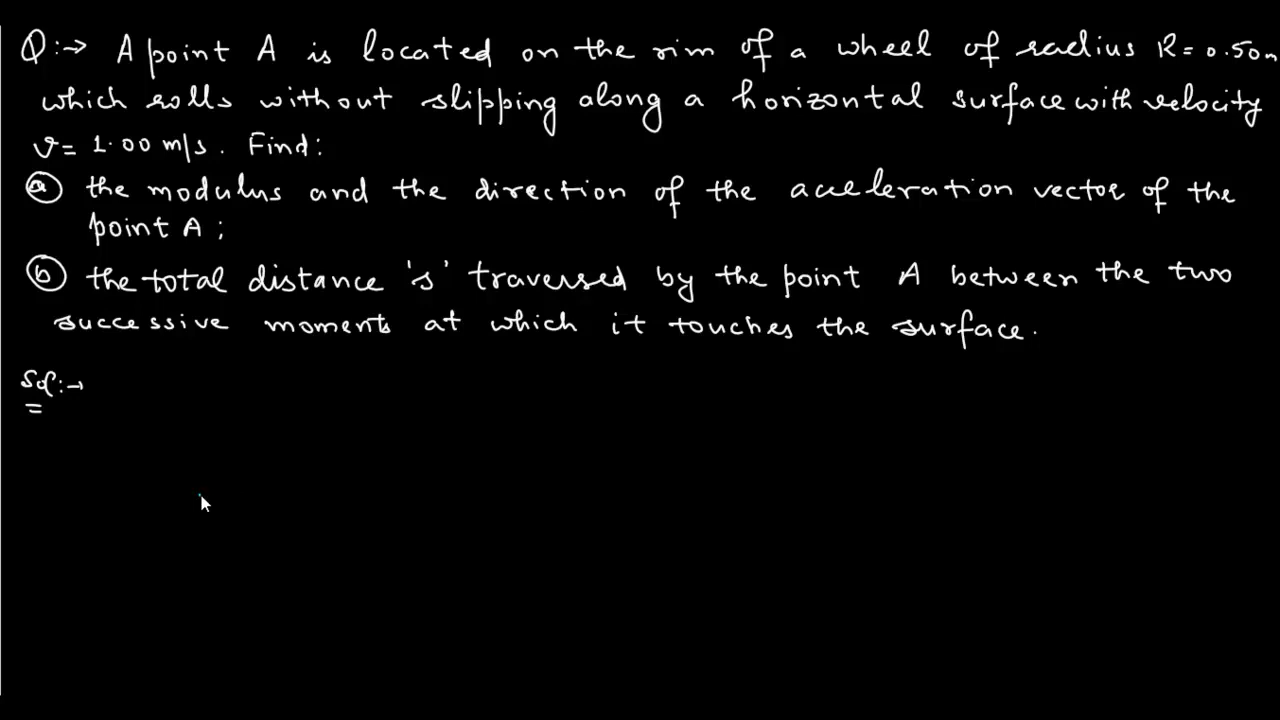 Q:→ A point A is located on the rim of a wheel of radius R = 0.50m
which rolls without slipping along a horizontal surface with velocity
v = 1.00 m/s. Find:
(a) the modulus and the direction of the acceleration vector of the
point A;
(b) the total distance 's' traversed by the point A between the two
successive moments at which it touches the surface.
Sol:→